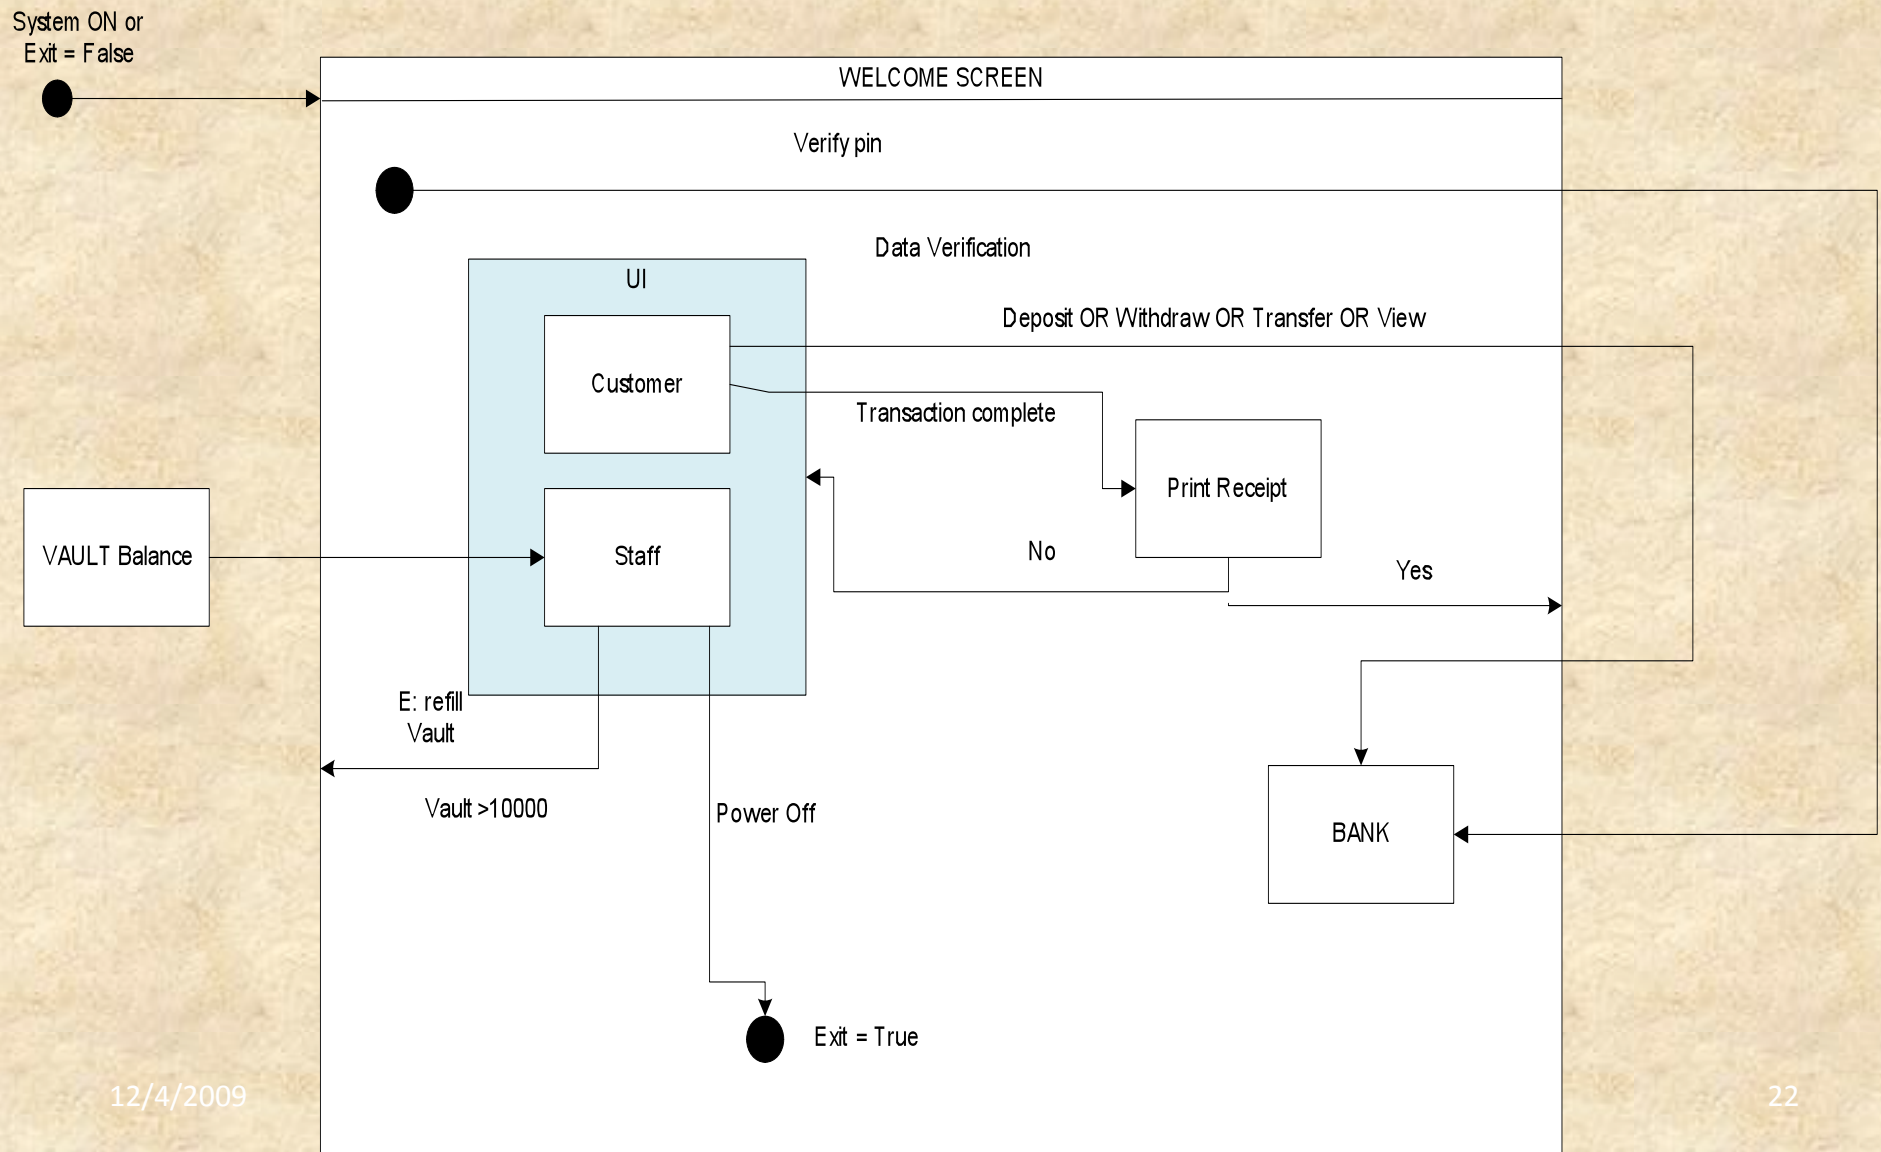 System ON or
Exit = False
WELCOME SCREEN
Verify pin
Data Verification
UI
Deposit OR Withdraw OR Transfer OR View
Customer
Transaction complete
Print Receipt
VAULT Balance
Staff
No
Yes
E: refill
Vault
Vault >10000
Power Off
BANK
Exit = True
12/4/2009
22